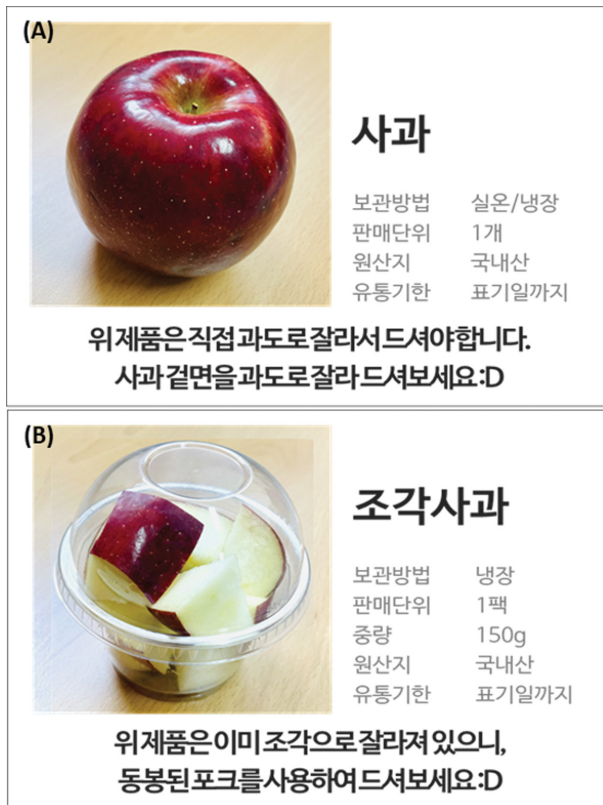 (A)
사과
보관방법 실온/냉장
판매단위 1개
원산지 국내산
유통기한 표기일까지
위 제품은 직접 과도로 잘라서 드셔야합니다.
사과 겉면을 과도로 잘라 드셔보세요:D
(B)
조각사과
보관방법 냉장
판매단위 1팩
중량 150g
원산지 국내산
유통기한 표기일까지
위 제품은 이미 조각으로 잘라져 있으니,
동봉된 포크를 사용하여 드셔보세요:D